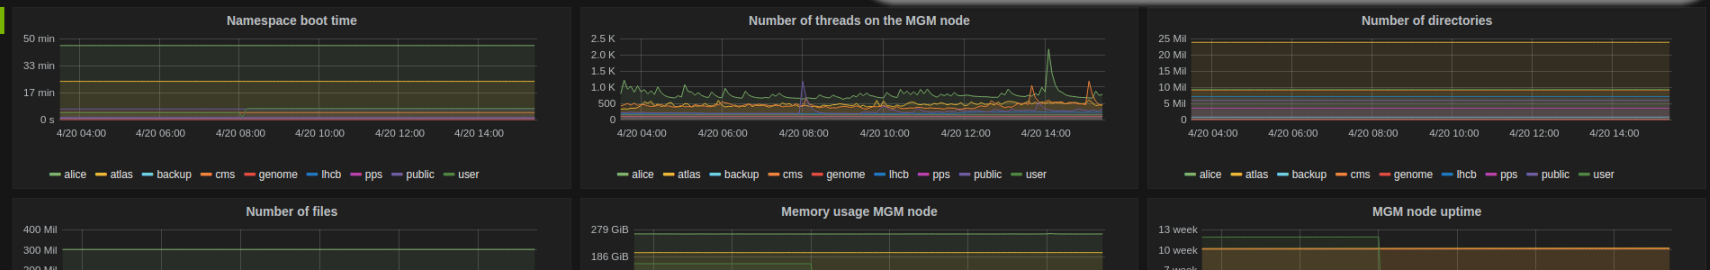 Namespace boot time
50 min
33 min
17 min
0 s
4/20 04:00 4/20 06:00 4/20 08:00 4/20 10:00 4/20 12:00 4/20 14:00
alice atlas backup cms genome lhcb pps public user
Number of threads on the MGM node
2.5 K
2.0 K
1.5 K
1.0 K
500
0
4/20 04:00 4/20 06:00 4/20 08:00 4/20 10:00 4/20 12:00 4/20 14:00
alice atlas backup cms genome lhcb pps public user
Number of directories
25 Mil
20 Mil
15 Mil
10 Mil
5 Mil
0
4/20 04:00 4/20 06:00 4/20 08:00 4/20 10:00 4/20 12:00 4/20 14:00
alice atlas backup cms genome lhcb pps public user
Number of files
400 Mil
300 Mil
200 Mil
Memory usage MGM node
279 GiB
186 GiB
MGM node uptime
13 week
10 week
7 week